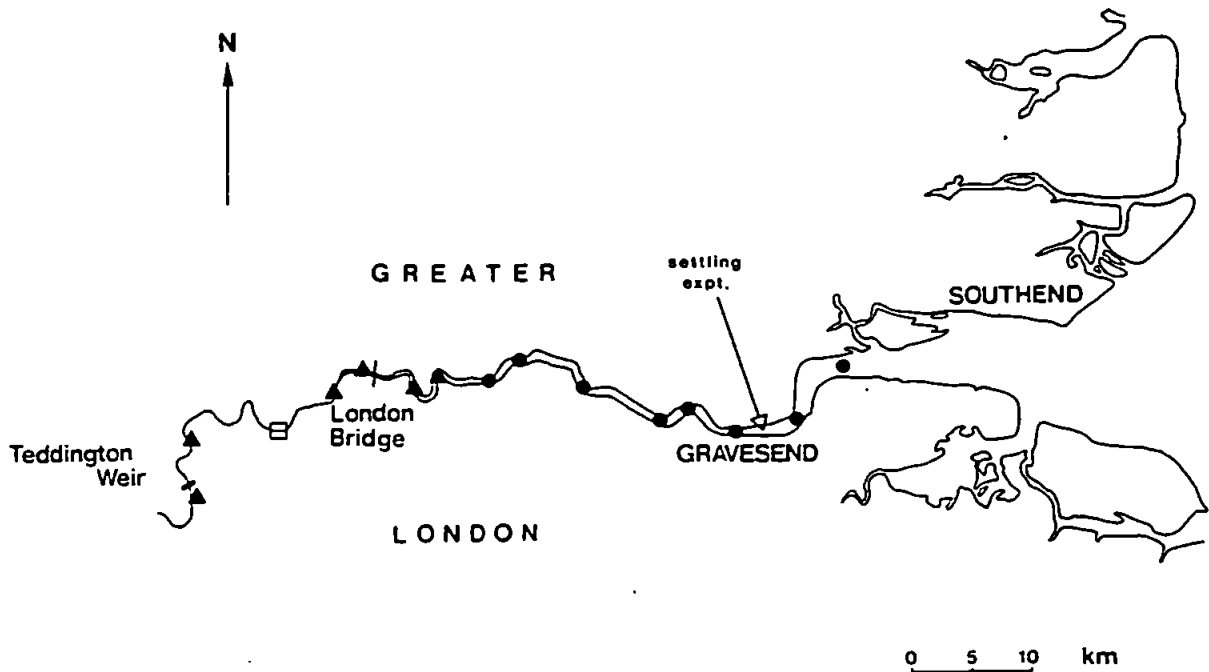 N
GREATER
settling
expt.
SOUTHEND
London
Bridge
Teddington
Weir
GRAVESEND
LONDON
0 5 10 km